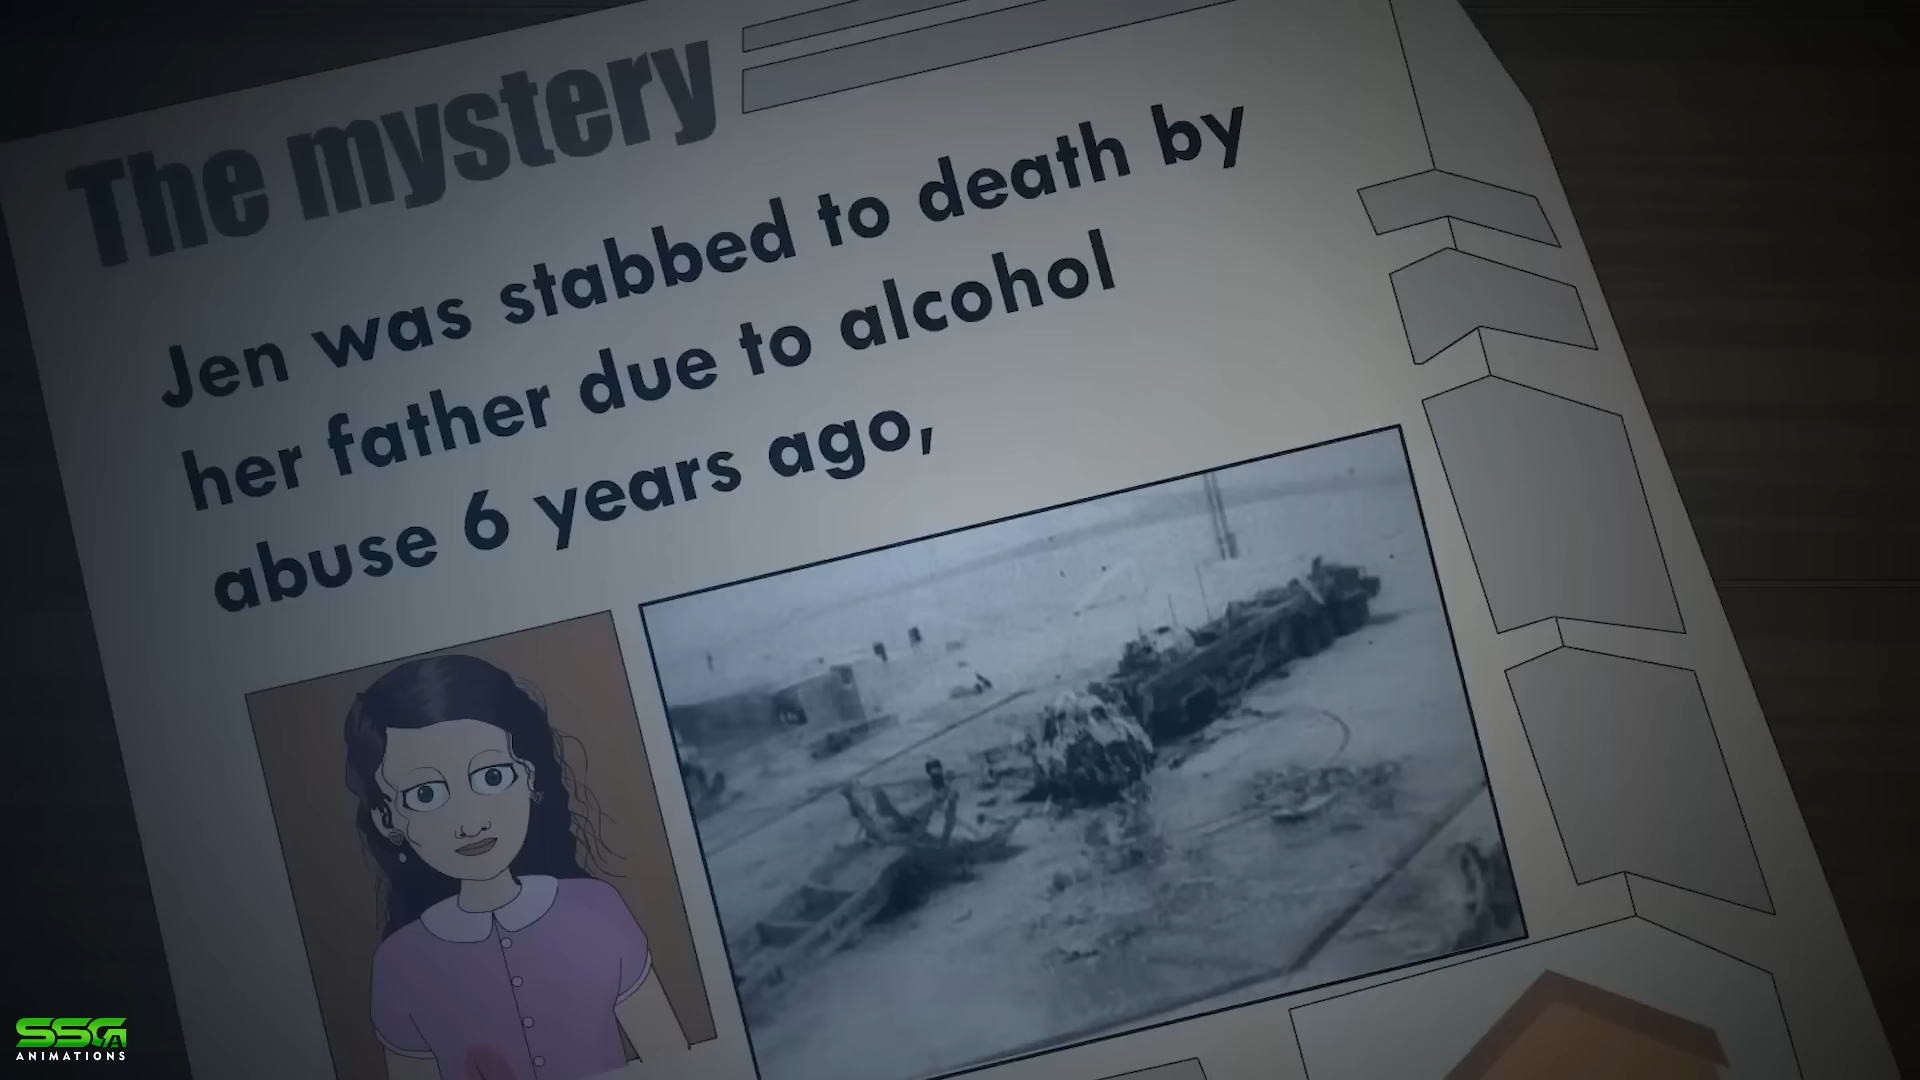 The mystery
Jen was stabbed to death by
her father due to alcohol
abuse 6 years ago,
SSGA
ANIMATIONS